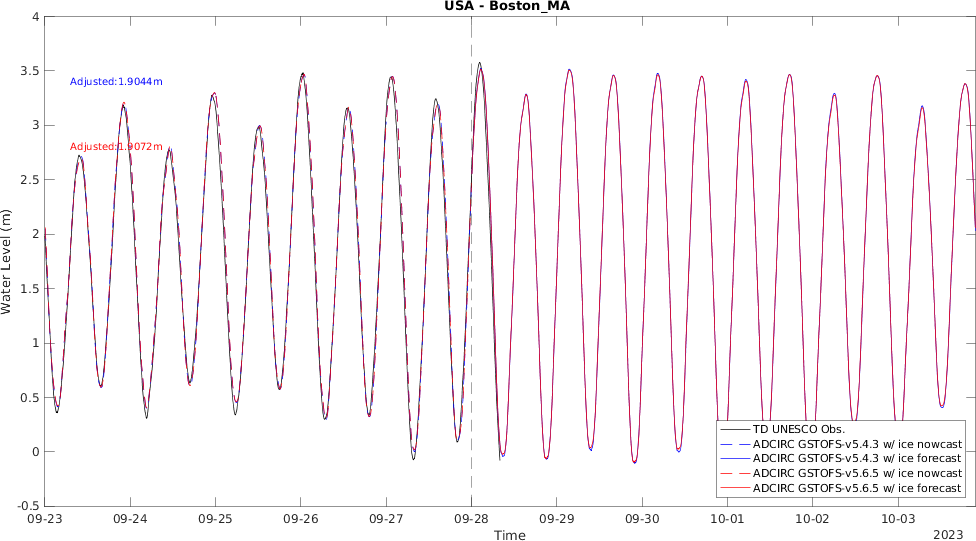 USA - Boston_MA
4
3.5
3
2.5
2
1.5
1
0.5
0
-0.5
Water Level (m)
Adjusted:1.9044m
Adjusted:1.9072m
TD UNESCO Obs.
ADCIRC GSTOFS-v5.4.3 w/ ice nowcast
ADCIRC GSTOFS-v5.4.3 w/ ice forecast
ADCIRC GSTOFS-v5.6.5 w/ ice nowcast
ADCIRC GSTOFS-v5.6.5 w/ ice forecast
09-23 09-24 09-25 09-26 09-27 09-28 09-29 09-30 10-01 10-02 10-03
Time
2023